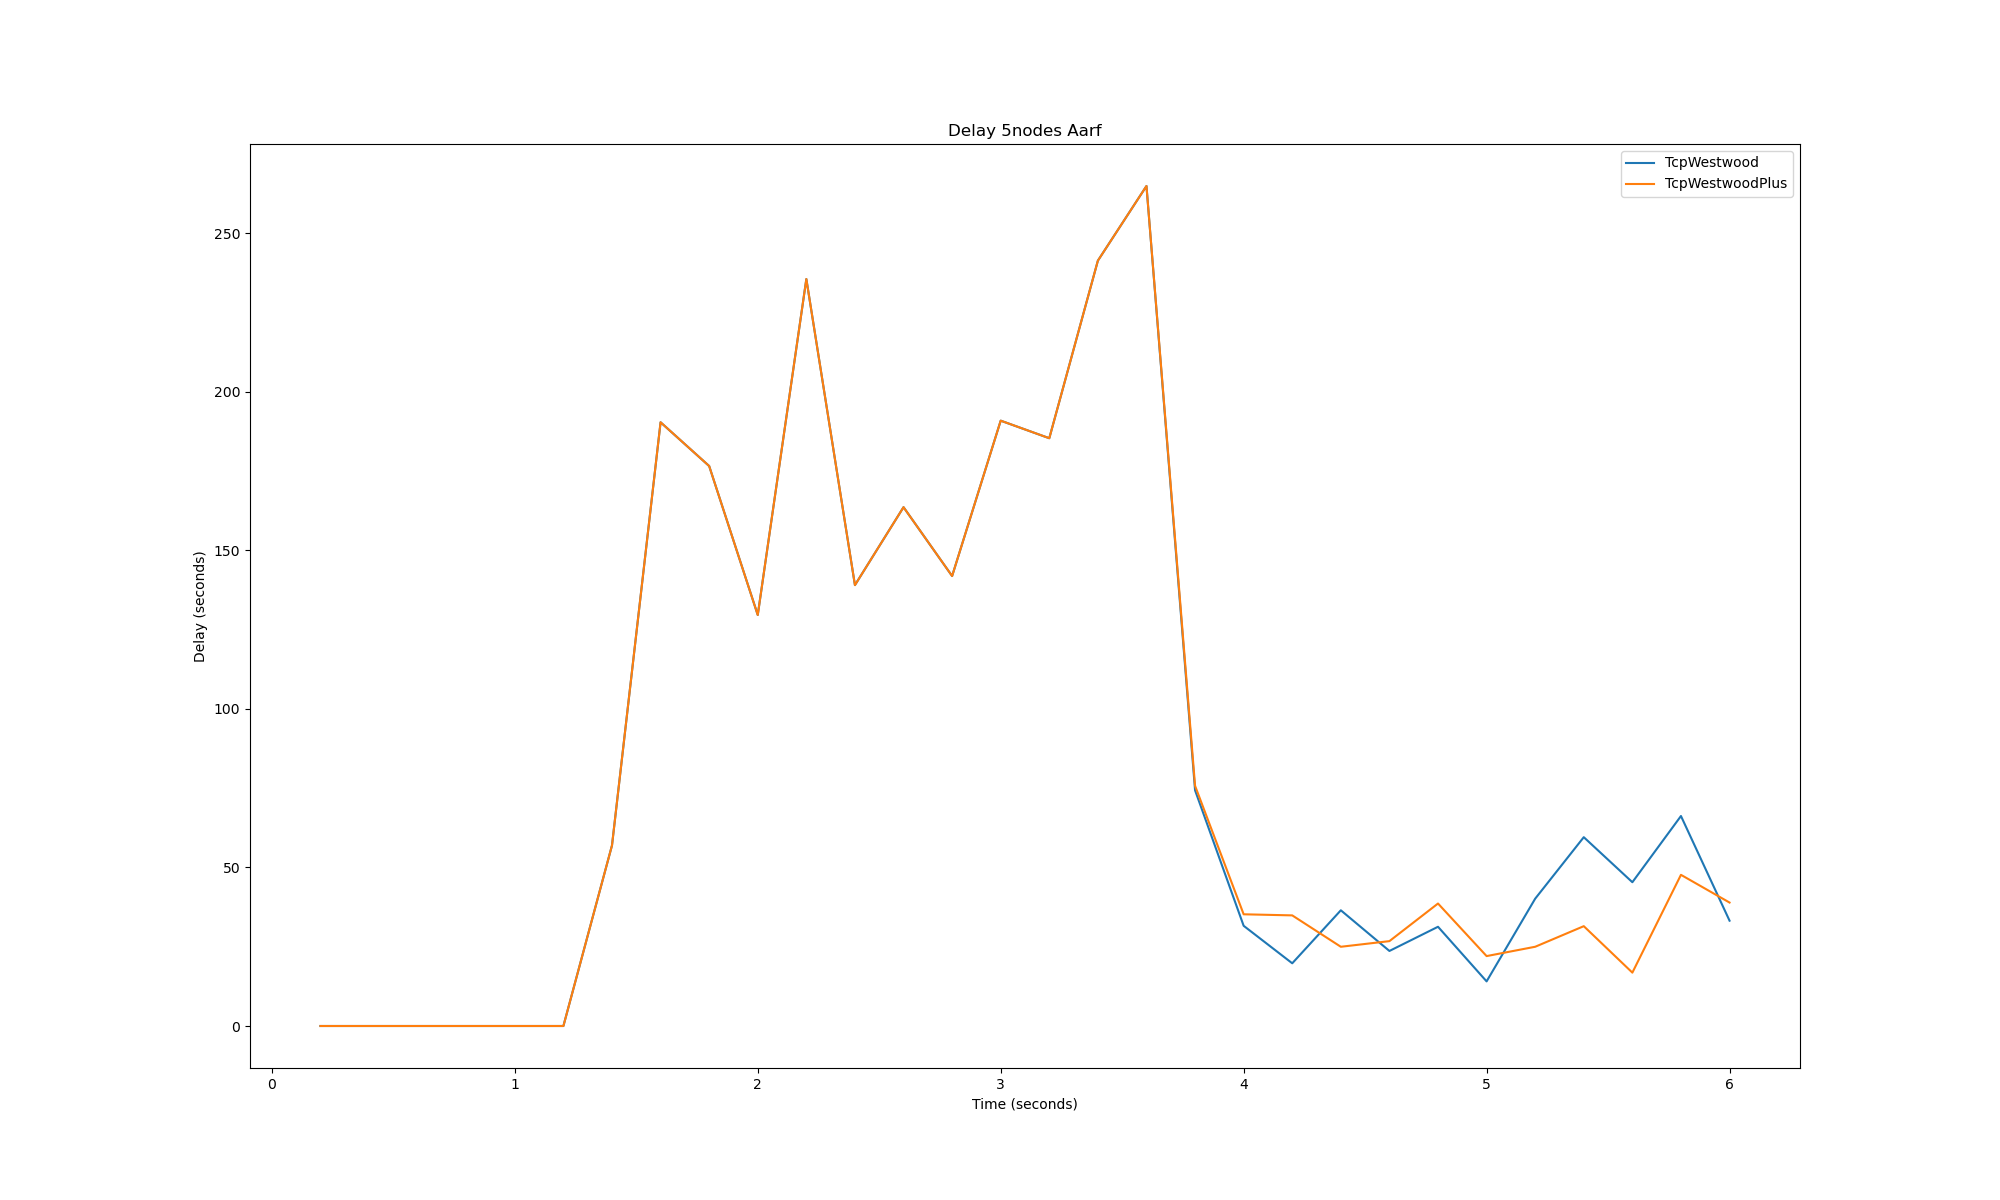 Delay 5nodes Aarf
TcpWestwood
TcpWestwoodPlus
250
200
150
100
50
0
Delay (seconds)
0 1 2 3 4 5 6
Time (seconds)